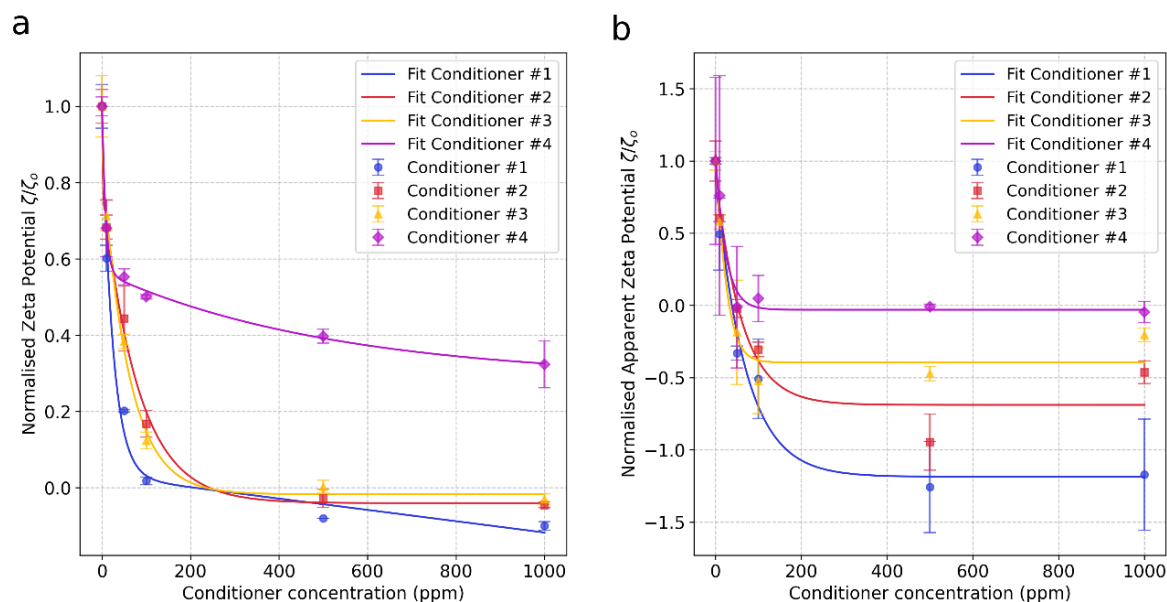 a
Normalised Zeta Potential ζ/ζₒ
1.0
0.8
0.6
0.4
0.2
0.0
0
200
400
600
800
1000
Conditioner concentration (ppm)
Fit Conditioner #1
Fit Conditioner #2
Fit Conditioner #3
Fit Conditioner #4
Conditioner #1
Conditioner #2
Conditioner #3
Conditioner #4
b
Normalised Apparent Zeta Potential ζ/ζₒ
1.5
1.0
0.5
0.0
−0.5
−1.0
−1.5
0
200
400
600
800
1000
Conditioner concentration (ppm)
Fit Conditioner #1
Fit Conditioner #2
Fit Conditioner #3
Fit Conditioner #4
Conditioner #1
Conditioner #2
Conditioner #3
Conditioner #4